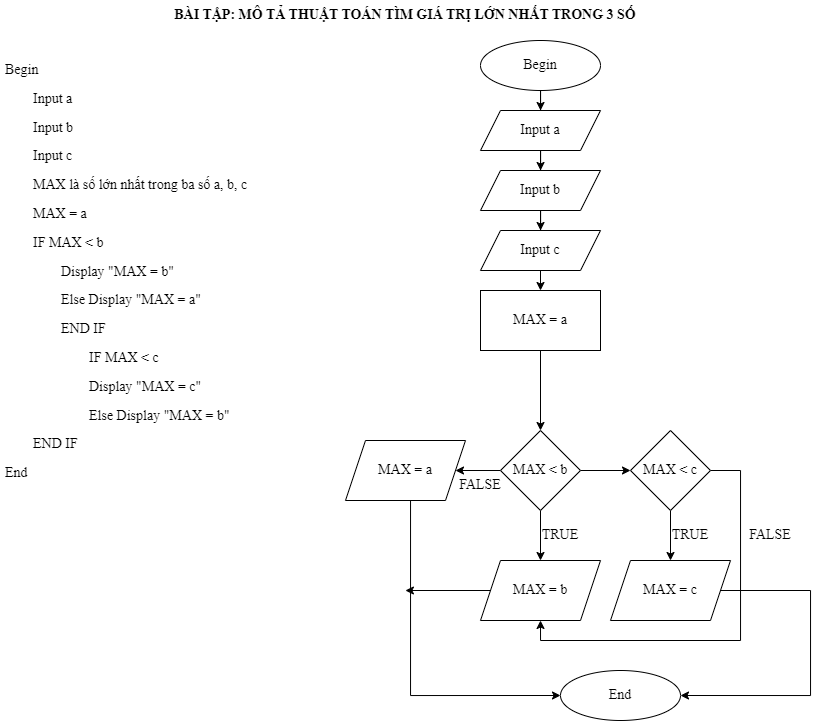 BÀI TẬP: MÔ TẢ THUẬT TOÁN TÌM GIÁ TRỊ LỚN NHẤT TRONG 3 SỐ
Begin
Input a
Input b
Input c
MAX là số lớn nhất trong ba số a, b, c
MAX = a
IF MAX < b
Display "MAX = b"
Else Display "MAX = a"
END IF
IF MAX < c
Display "MAX = c"
Else Display "MAX = b"
END IF
End
Begin
Input a
Input b
Input c
MAX = a
MAX = a
MAX < b
MAX < c
FALSE
TRUE
TRUE
FALSE
MAX = b
MAX = c
End